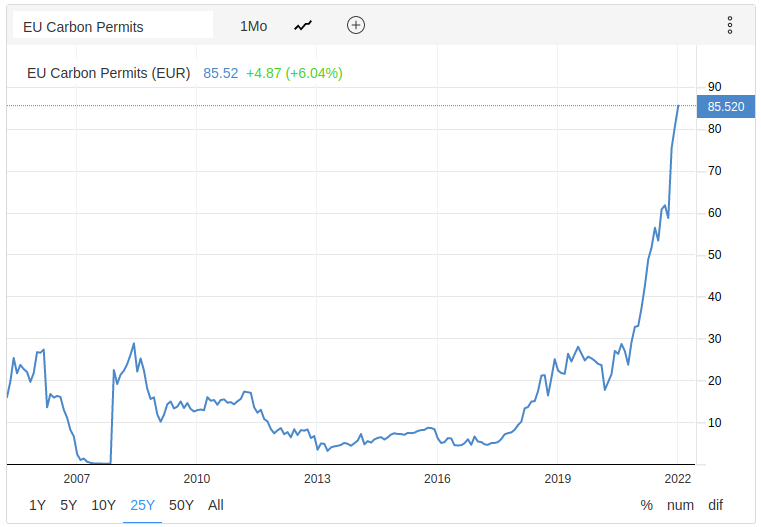 EU Carbon Permits 1Mo
EU Carbon Permits (EUR) 85.52 +4.87 (+6.04%)
90
85.520
80
70
60
50
40
30
20
10
2007 2010 2013 2016 2019 2022
1Y 5Y 10Y 25Y 50Y All % num dif